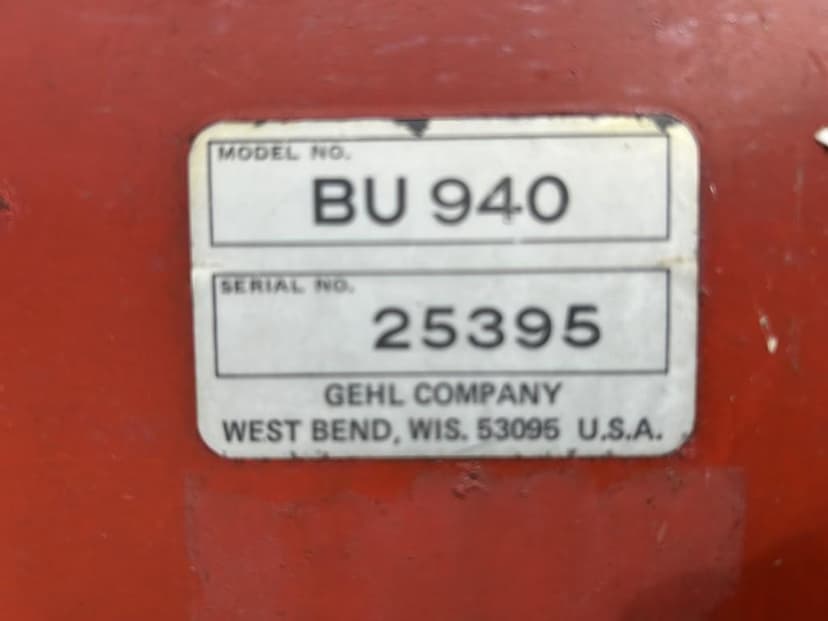 MODEL NO.
BU 940
SERIAL NO.
25395
GEHL COMPANY
WEST BEND, WIS. 53095 U.S.A.